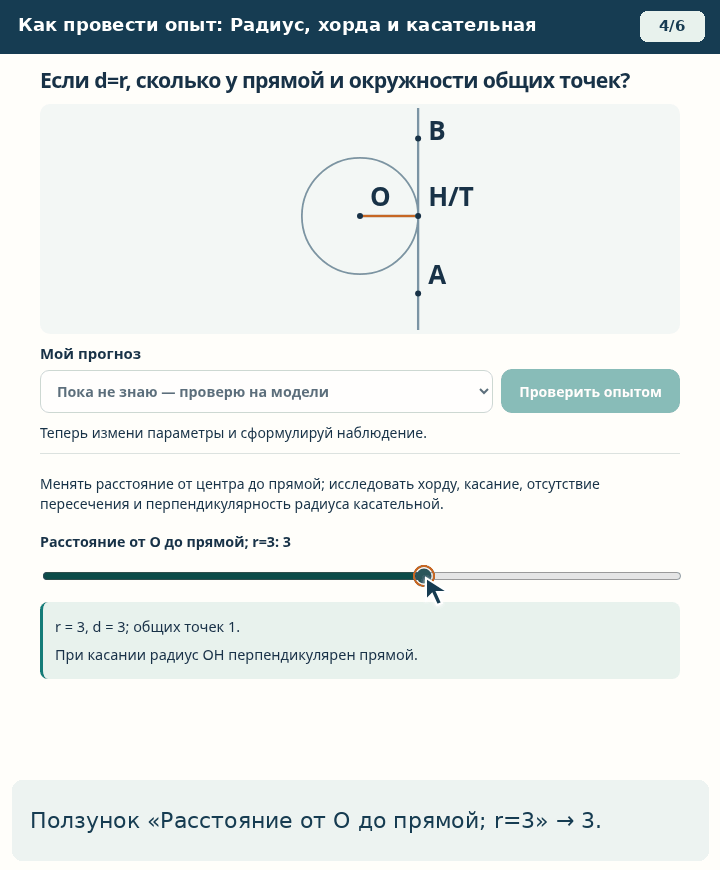 Как провести опыт: Радиус, хорда и касательная
4/6
Если d=r, сколько у прямой и окружности общих точек?
B
O
H/T
A
Мой прогноз
Пока не знаю — проверю на модели
Проверить опытом
Теперь измени параметры и сформулируй наблюдение.
Менять расстояние от центра до прямой; исследовать хорду, касание, отсутствие
пересечения и перпендикулярность радиуса касательной.
Расстояние от O до прямой; r=3: 3
r = 3, d = 3; общих точек 1.
При касании радиус OH перпендикулярен прямой.
Ползунок «Расстояние от O до прямой; r=3» → 3.